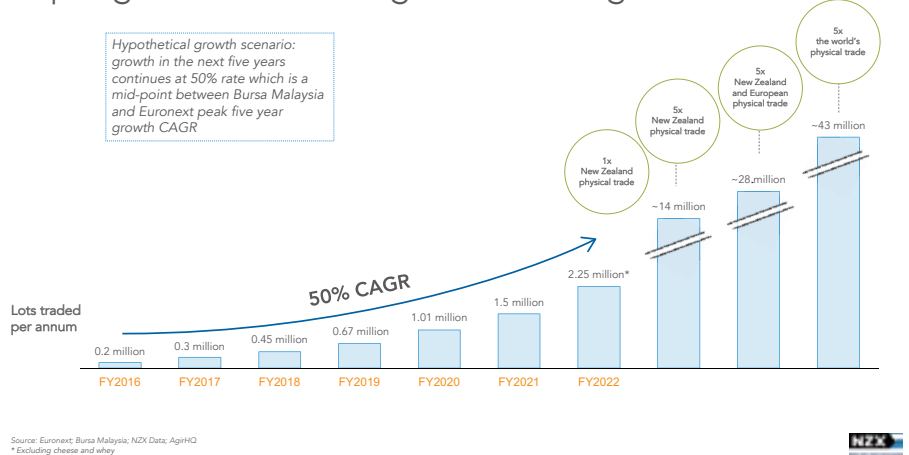 Hypothetical growth scenario:
growth in the next five years
continues at 50% rate which is a
mid-point between Bursa Malaysia
and Euronext peak five year
growth CAGR
5x
the world's
physical trade
5x
New Zealand
and European
physical trade
5x
New Zealand
physical trade
1x
New Zealand
physical trade
~43 million
~28.million
~14 million
2.25 million*
50% CAGR
1.5 million
1.01 million
0.67 million
0.45 million
0.3 million
0.2 million
Lots traded
per annum
FY2016 FY2017 FY2018 FY2019 FY2020 FY2021 FY2022
Source: Euronext; Bursa Malaysia; NZX Data; AgirHQ
* Excluding cheese and whey
NZX